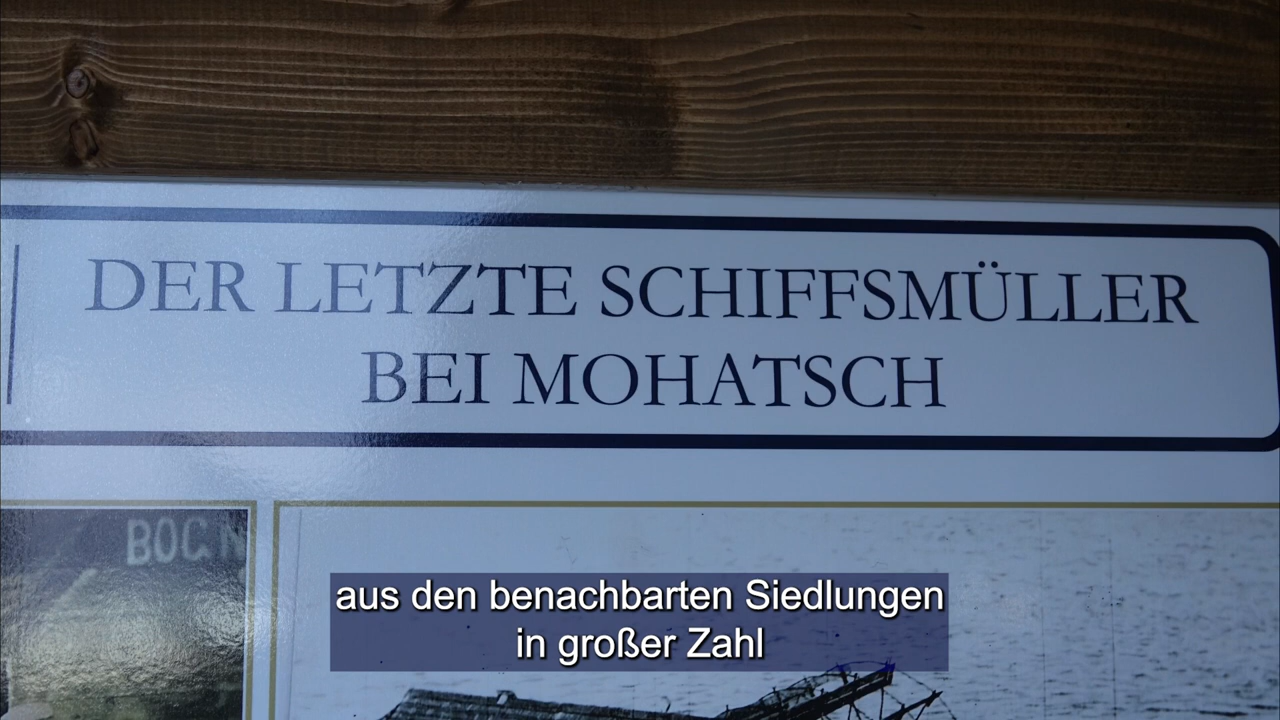 DER LETZTE SCHIFFSMÜLLER
BEI MOHATSCH
aus den benachbarten Siedlungen
in großer Zahl